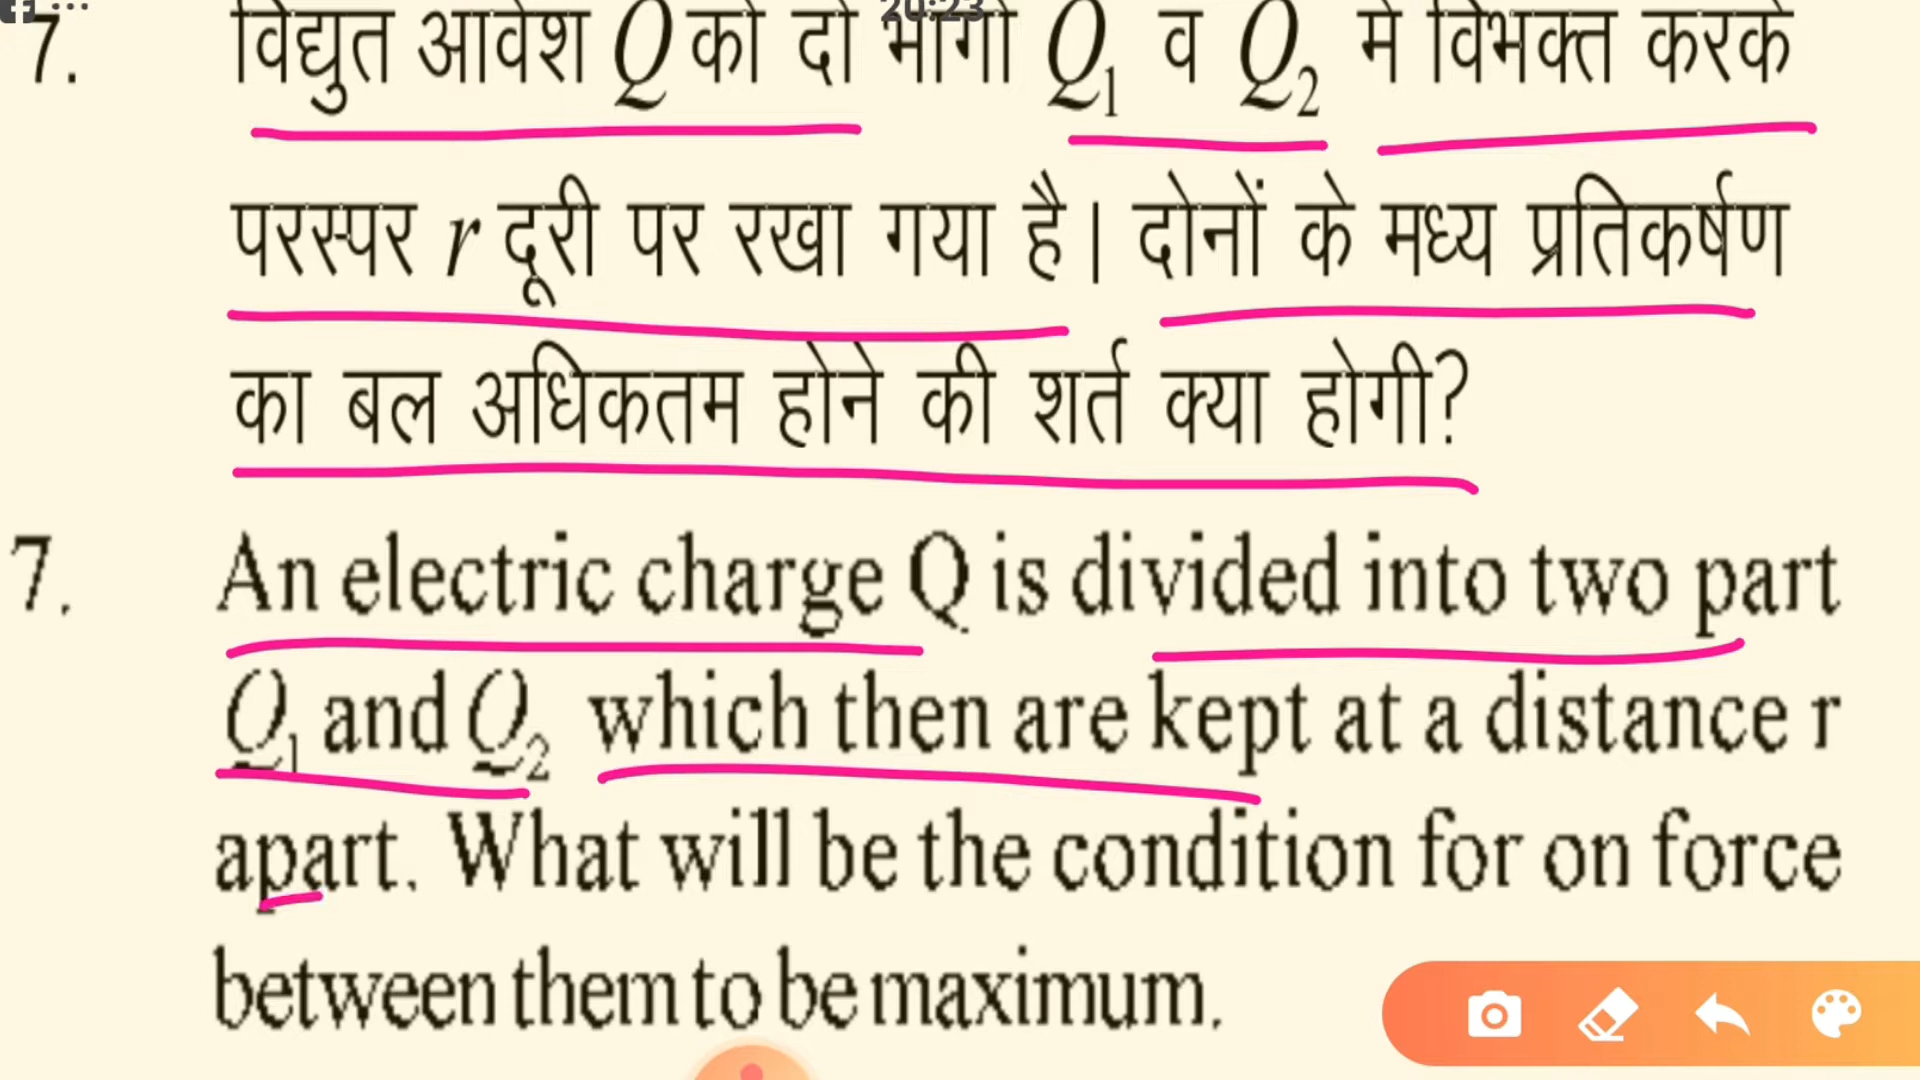 20:23
7. विद्युत आवेश Q को दो भागों Q1 व Q2 में विभक्त करके
परस्पर r दूरी पर रखा गया है। दोनों के मध्य प्रतिकर्षण
का बल अधिकतम होने की शर्त क्या होगी?
7. An electric charge Q is divided into two part
Q1 and Q2 which then are kept at a distance r
apart. What will be the condition for on force
between them to be maximum.